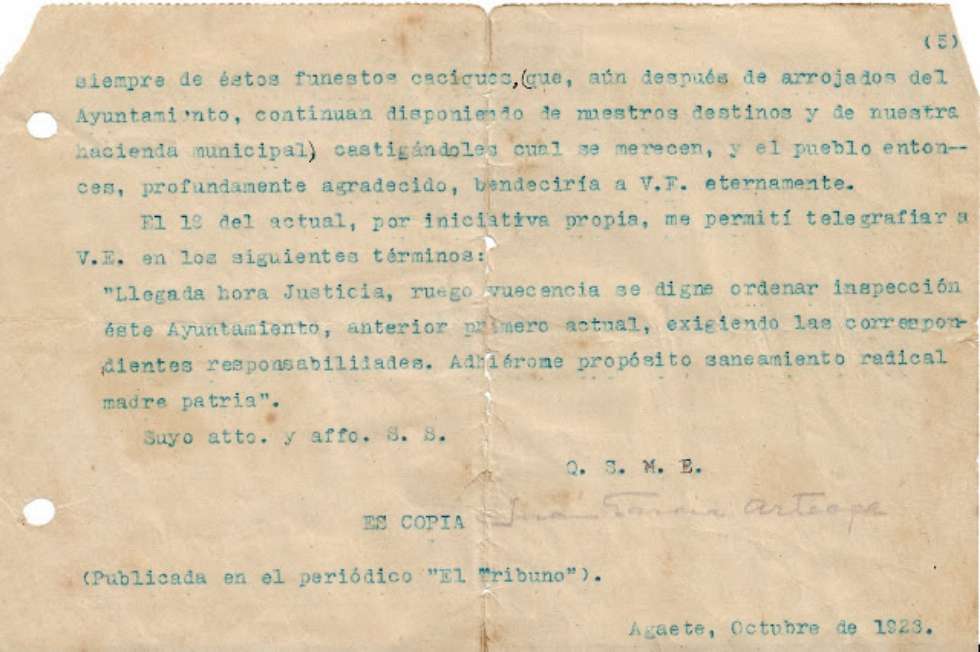 (5)
siempre de éstos funestos caciques,(que, aún después de arrojados del
Ayuntamiento, continuan disponiendo de nuestros destinos y de nuestra
hacienda municipal) castigándoles cual se merecen, y el pueblo enton--
ces, profundamente agradecido, bendeciría a V.E. eternamente.
El 18 del actual, por iniciativa propia, me permití telegrafiar a
V.E. en los siguientes términos:
"Llegada hora Justicia, ruego vuecencia se digne ordenar inspección
éste Ayuntamiento, anterior primero actual, exigiendo las correspon-
dientes responsabilidades. Adhiérome propósito saneamiento radical
madre patria".
Suyo atto. y affo. S. S.
Q. S. M. E.
ES COPIA Juan García Arteaga
(Publicada en el periódico "El Tribuno").
Agaete, Octubre de 1923.